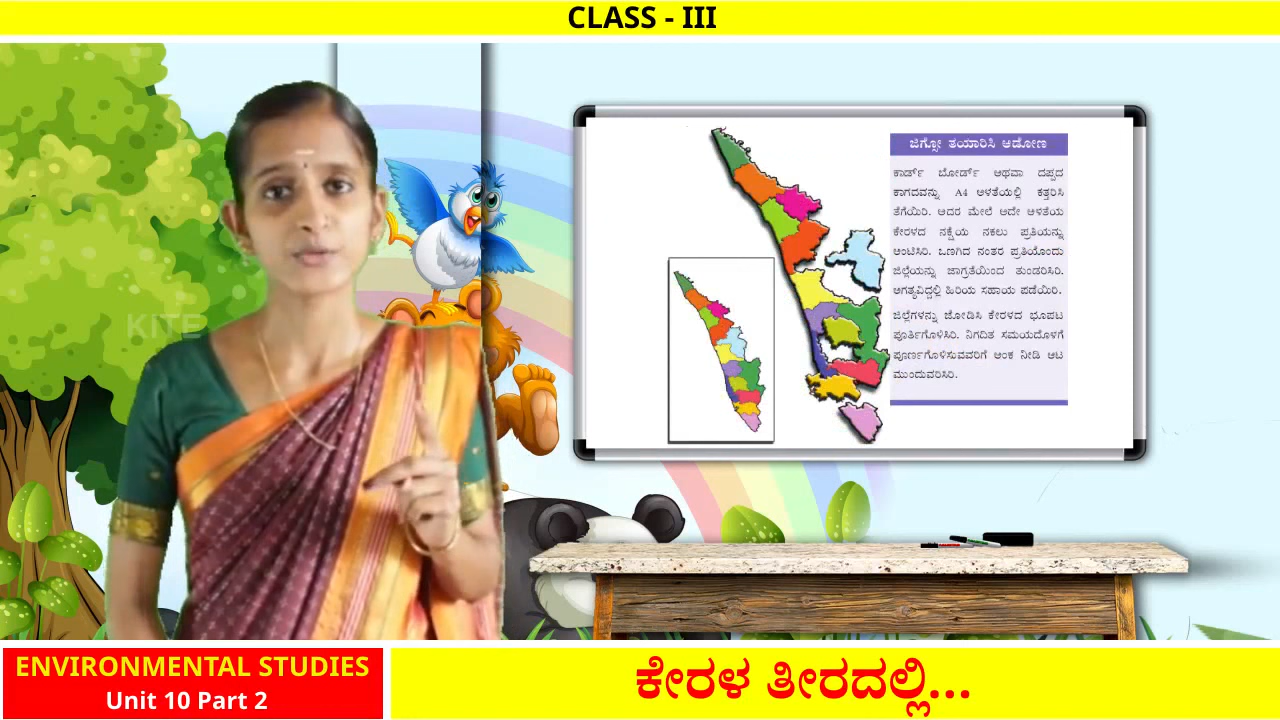 CLASS - III
KITE
ಜಿಗ್ಸೋ ತಯಾರಿಸಿ ಆಡೋಣ
ಕಾರ್ಡ್ ಬೋರ್ಡ್ ಅಥವಾ ದಪ್ಪದ
ಕಾಗದವನ್ನು A4 ಅಳತೆಯಲ್ಲಿ ಕತ್ತರಿಸಿ
ತೆಗೆಯಿರಿ. ಅದರ ಮೇಲೆ ಅದೇ ಅಳತೆಯ
ಕೇರಳದ ನಕ್ಷೆಯ ನಕಲು ಪ್ರತಿಯನ್ನು
ಅಂಟಿಸಿರಿ. ಒಣಗಿದ ನಂತರ ಪ್ರತಿಯೊಂದು
ಜಿಲ್ಲೆಯನ್ನು ಜಾಗ್ರತೆಯಿಂದ ತುಂಡರಿಸಿರಿ.
ಅಗತ್ಯವಿದ್ದಲ್ಲಿ ಹಿರಿಯ ಸಹಾಯ ಪಡೆಯಿರಿ.
ಜಿಲ್ಲೆಗಳನ್ನು ಜೋಡಿಸಿ ಕೇರಳದ ಭೂಪಟ
ಪೂರ್ತಿಗೊಳಿಸಿರಿ. ನಿಗದಿತ ಸಮಯದೊಳಗೆ
ಪೂರ್ಣಗೊಳಿಸುವವರಿಗೆ ಅಂಕ ನೀಡಿ ಆಟ
ಮುಂದುವರಿಸಿರಿ.
ENVIRONMENTAL STUDIES
Unit 10 Part 2
ಕೇರಳ ತೀರದಲ್ಲಿ...